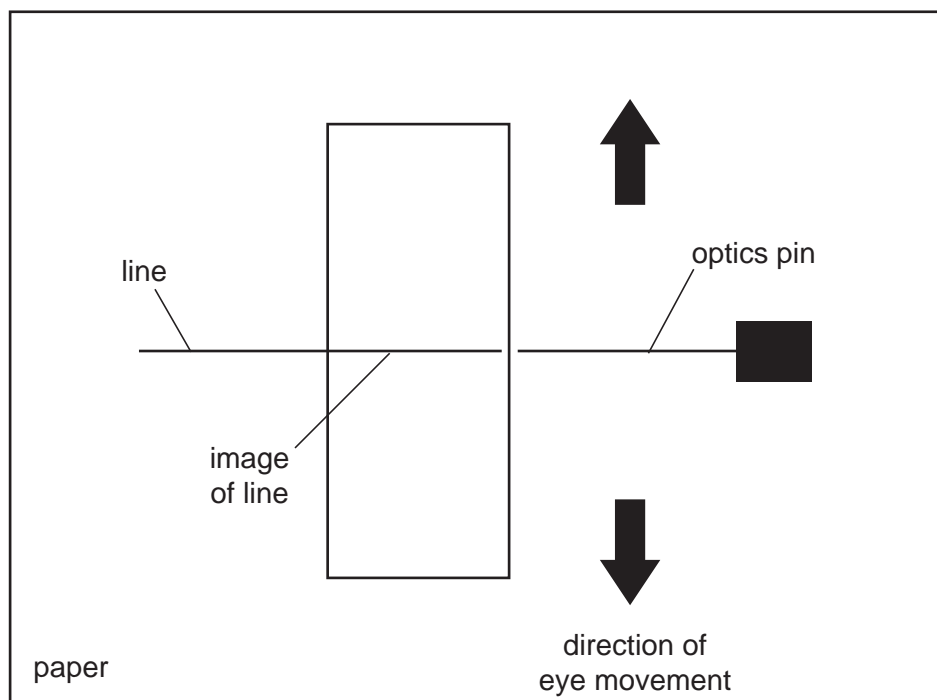 optics pin
line
image
of line
direction of
eye movement
paper